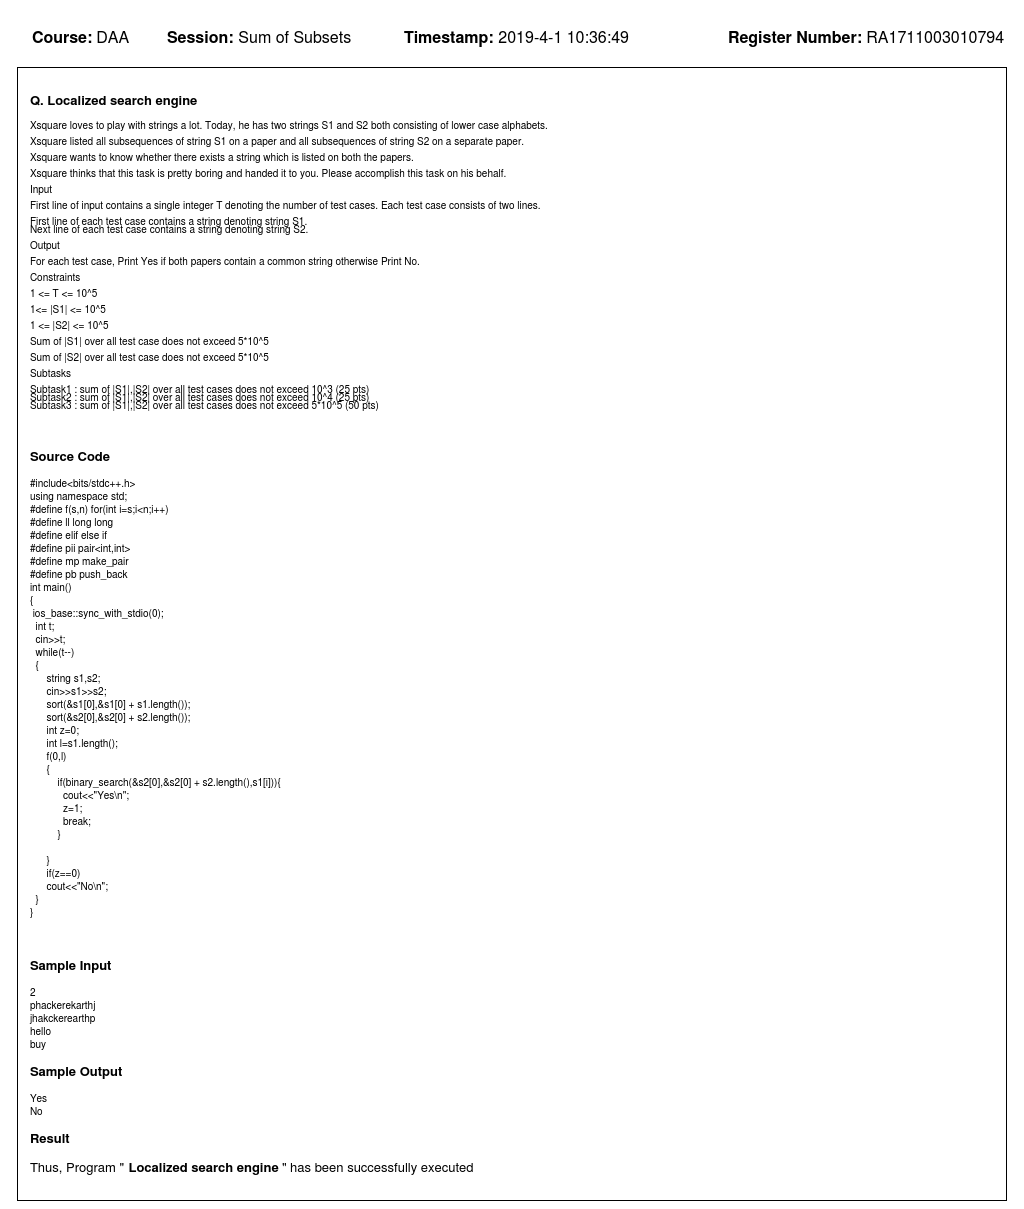 Course: DAA Session: Sum of Subsets Timestamp: 2019-4-1 10:36:49 Register Number: RA1711003010794
Q. Localized search engine
Xsquare loves to play with strings a lot. Today, he has two strings S1 and S2 both consisting of lower case alphabets.
Xsquare listed all subsequences of string S1 on a paper and all subsequences of string S2 on a separate paper.
Xsquare wants to know whether there exists a string which is listed on both the papers.
Xsquare thinks that this task is pretty boring and handed it to you. Please accomplish this task on his behalf.
Input
First line of input contains a single integer T denoting the number of test cases. Each test case consists of two lines.
First line of each test case contains a string denoting string S1.
Next line of each test case contains a string denoting string S2.
Output
For each test case, Print Yes if both papers contain a common string otherwise Print No.
Constraints
1 <= T <= 10^5
1<= |S1| <= 10^5
1 <= |S2| <= 10^5
Sum of |S1| over all test case does not exceed 5*10^5
Sum of |S2| over all test case does not exceed 5*10^5
Subtasks
Subtask1 : sum of |S1|,|S2| over all test cases does not exceed 10^3 (25 pts)
Subtask2 : sum of |S1|,|S2| over all test cases does not exceed 10^4 (25 pts)
Subtask3 : sum of |S1|,|S2| over all test cases does not exceed 5*10^5 (50 pts)
Source Code
#include<bits/stdc++.h>
using namespace std;
#define f(s,n) for(int i=s;i<n;i++)
#define ll long long
#define elif else if
#define pii pair<int,int>
#define mp make_pair
#define pb push_back
int main()
{
ios_base::sync_with_stdio(0);
int t;
cin>>t;
while(t--)
{
string s1,s2;
cin>>s1>>s2;
sort(&s1[0],&s1[0] + s1.length());
sort(&s2[0],&s2[0] + s2.length());
int z=0;
int l=s1.length();
f(0,l)
{
if(binary_search(&s2[0],&s2[0] + s2.length(),s1[i])){
cout<<"Yes\n";
z=1;
break;
}
}
if(z==0)
cout<<"No\n";
}
}
Sample Input
2
phackerekarthj
jhakckerearthp
hello
buy
Sample Output
Yes
No
Result
Thus, Program " Localized search engine " has been successfully executed